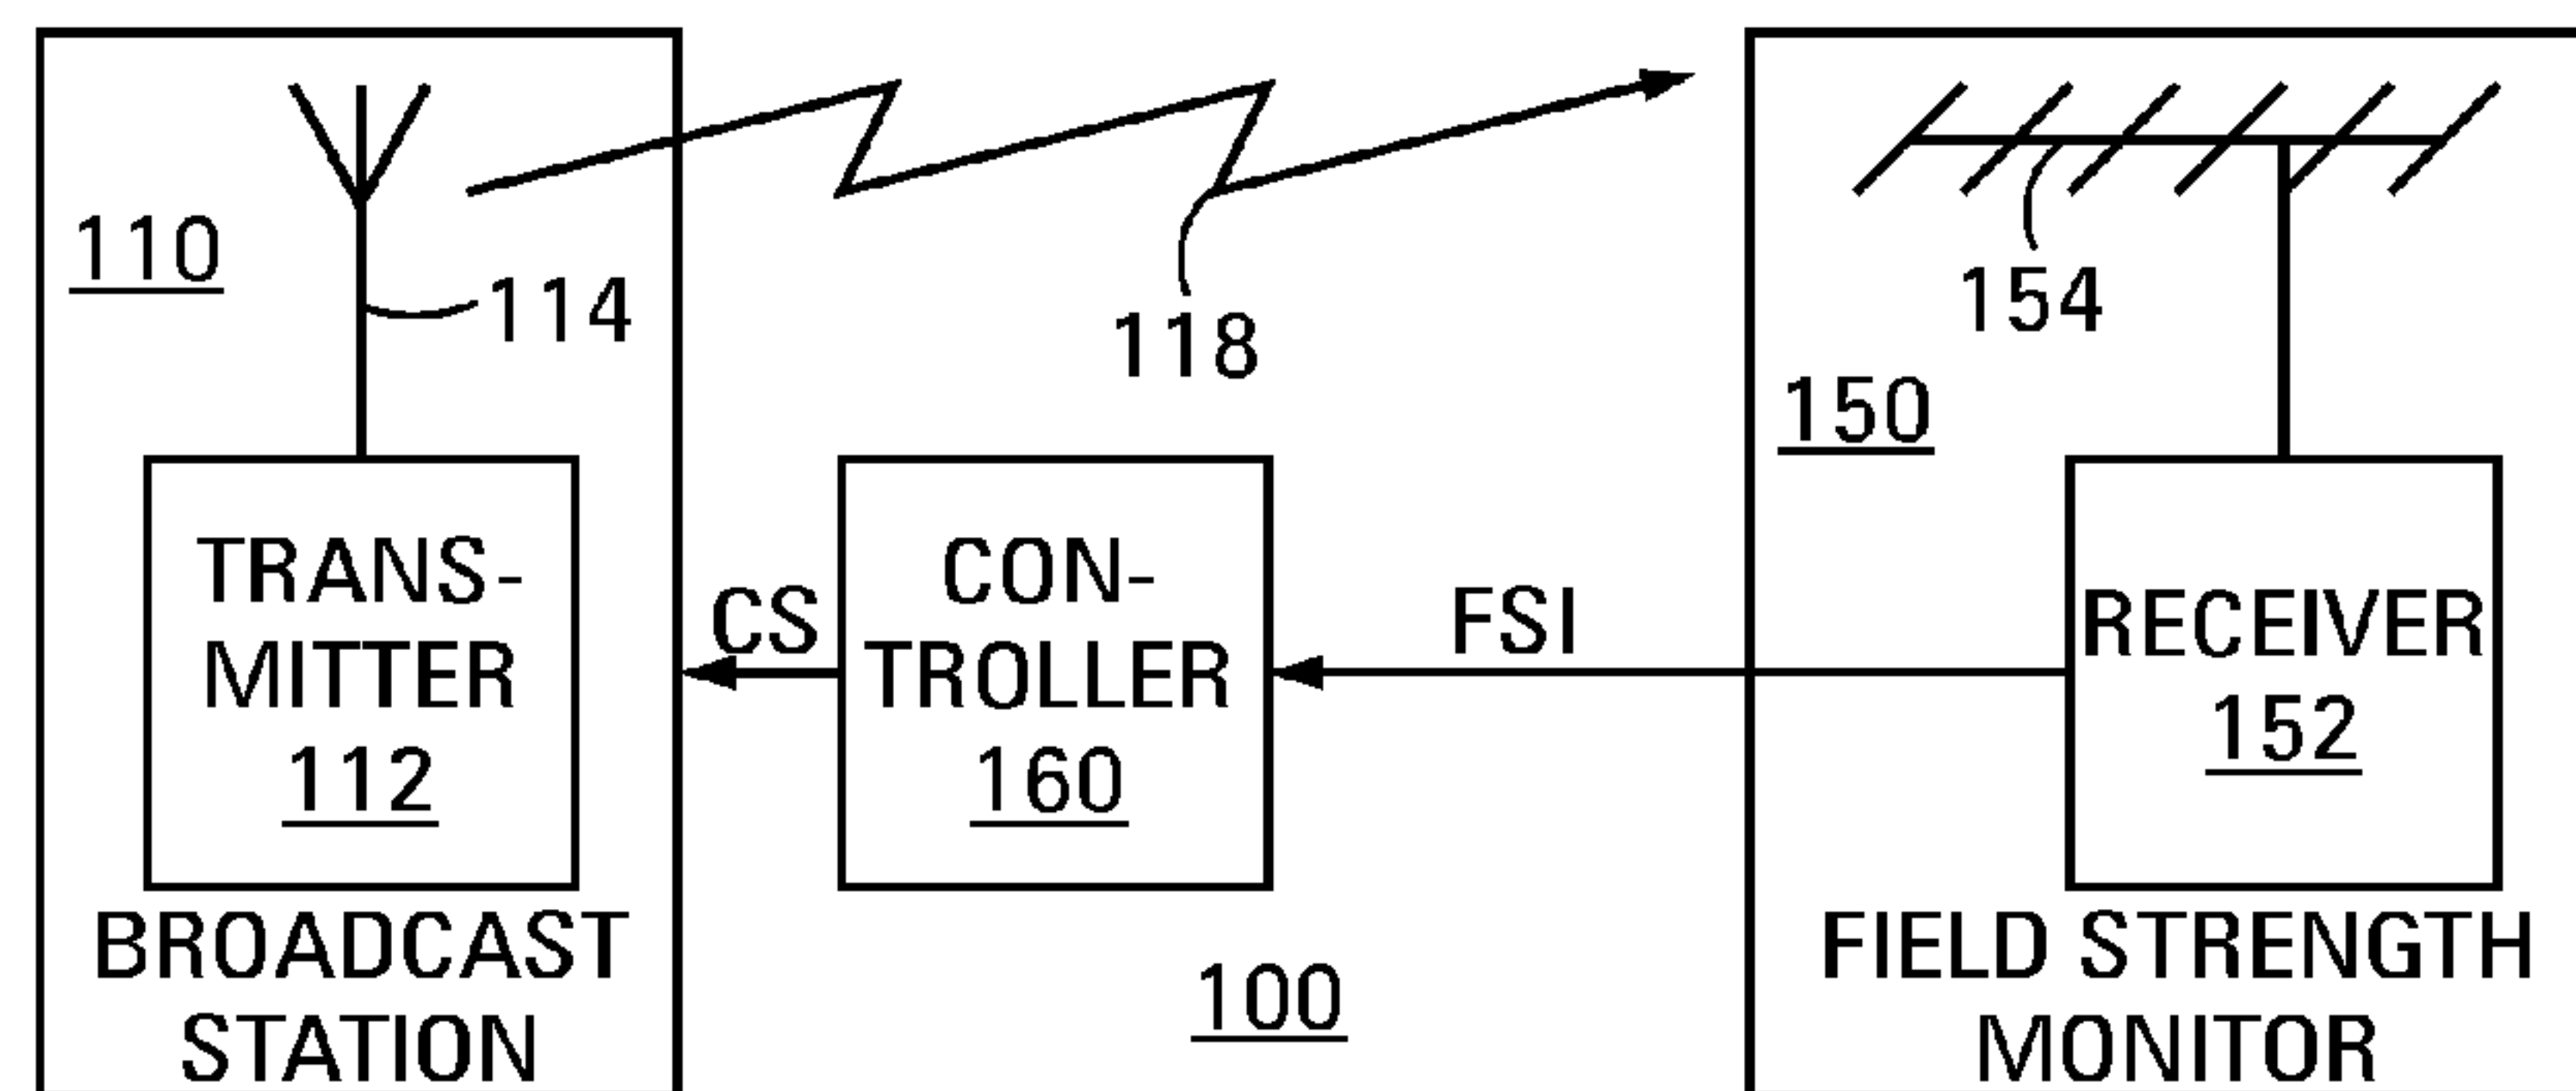 110
114
TRANS-
MITTER
112
BROADCAST
STATION
118
CS
CON-
TROLLER
160
FSI
100
154
150
RECEIVER
152
FIELD STRENGTH
MONITOR